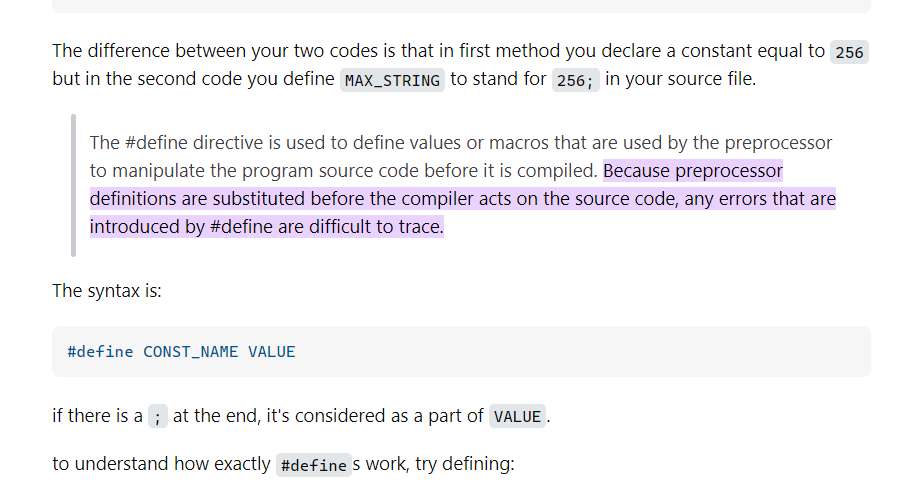 The difference between your two codes is that in first method you declare a constant equal to 256
but in the second code you define MAX_STRING to stand for 256; in your source file.
The #define directive is used to define values or macros that are used by the preprocessor
to manipulate the program source code before it is compiled. Because preprocessor
definitions are substituted before the compiler acts on the source code, any errors that are
introduced by #define are difficult to trace.
The syntax is:
#define CONST_NAME VALUE
if there is a ; at the end, it's considered as a part of VALUE.
to understand how exactly #defines work, try defining: